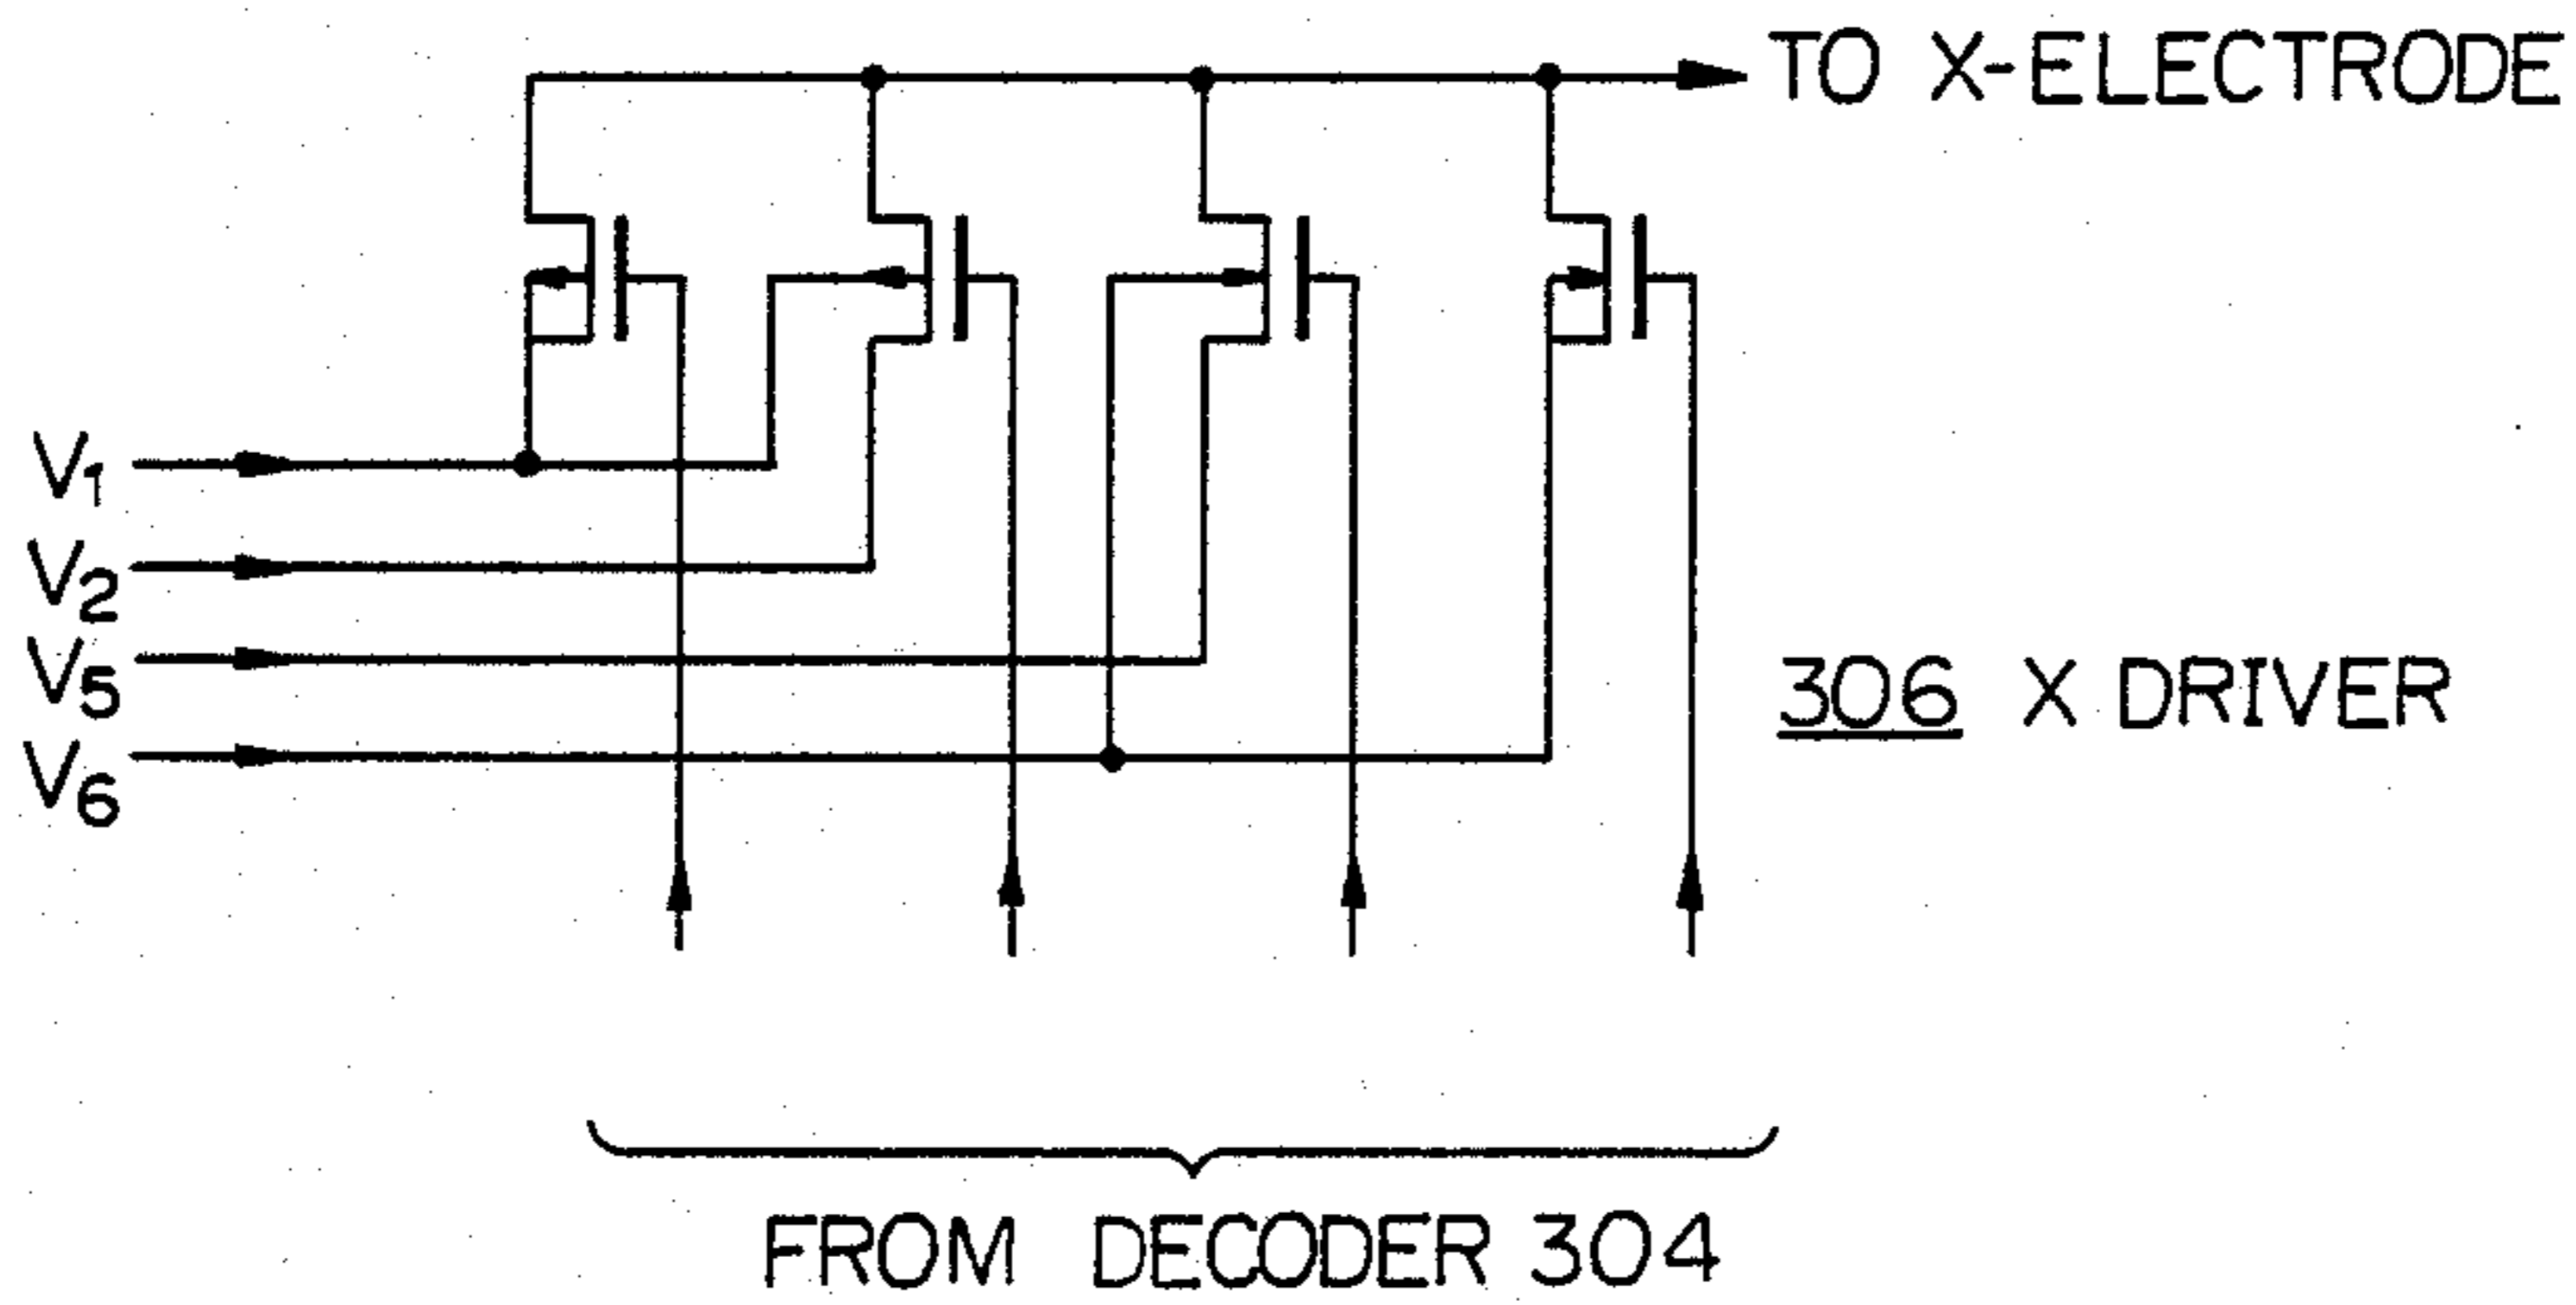 TO X-ELECTRODE
V1
V2
V5
V6
306 X DRIVER
FROM DECODER 304